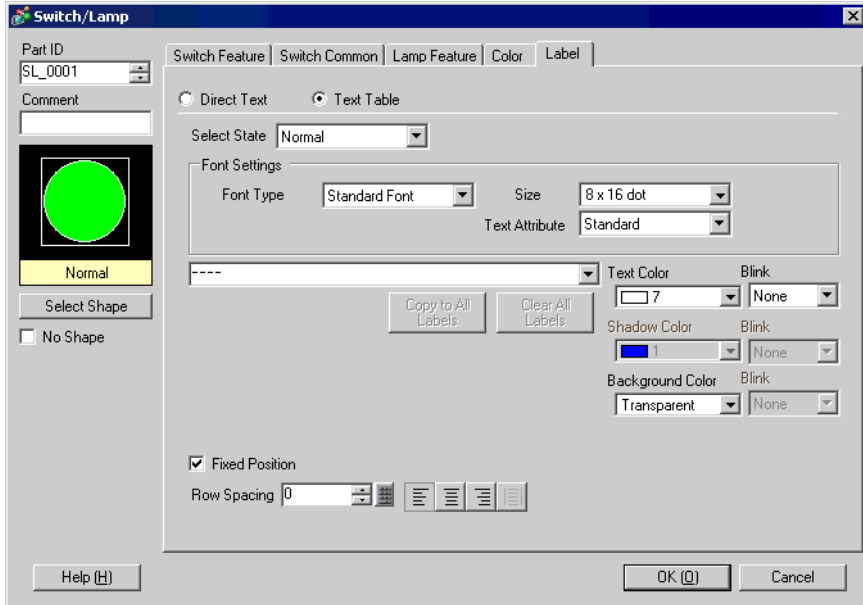 Switch/Lamp
Part ID
SL_0001
Comment
Normal
Select Shape
No Shape
Switch Feature Switch Common Lamp Feature Color Label
Direct Text Text Table
Select State Normal
Font Settings
Font Type Standard Font Size 8 x 16 dot
Text Attribute Standard
----
Copy to All
Labels
Clear All
Labels
Text Color Blink
7 None
Shadow Color Blink
1 None
Background Color Blink
Transparent None
Fixed Position
Row Spacing 0
Help (H) OK (O) Cancel